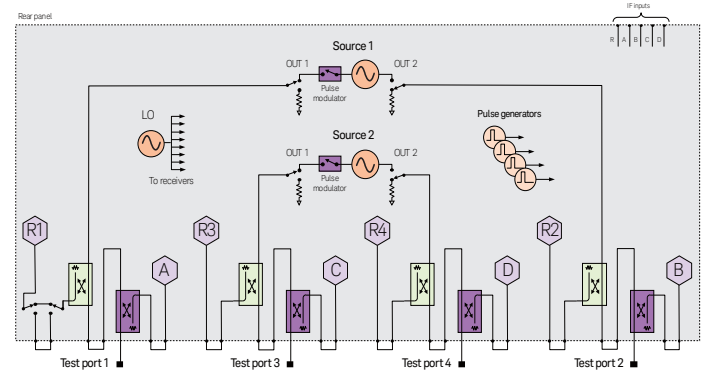 Rear panel
IF inputs
R A B C D
Source 1
OUT 1
OUT 2
Pulse
modulator
LO
To receivers
Pulse generators
Source 2
OUT 1
OUT 2
Pulse
modulator
R1
R3
R4
R2
A
C
D
B
Test port 1
Test port 3
Test port 4
Test port 2